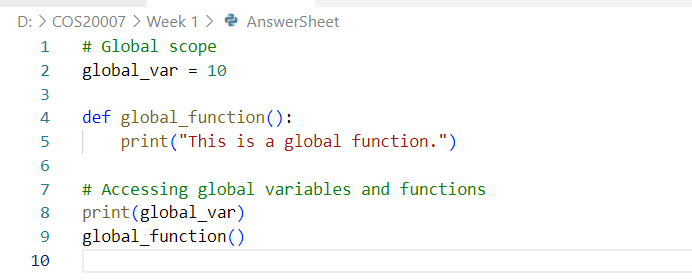 D: > COS20007 > Week 1 > AnswerSheet
1 # Global scope
2 global_var = 10
3
4 def global_function():
5     print("This is a global function.")
6
7 # Accessing global variables and functions
8 print(global_var)
9 global_function()
10